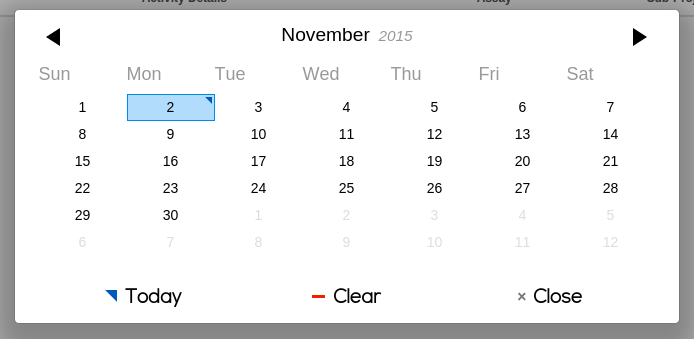 Activity Details Assay Sub Proj
November 2015
Sun Mon Tue Wed Thu Fri Sat
1 2 3 4 5 6 7
8 9 10 11 12 13 14
15 16 17 18 19 20 21
22 23 24 25 26 27 28
29 30 1 2 3 4 5
6 7 8 9 10 11 12
Today Clear × Close